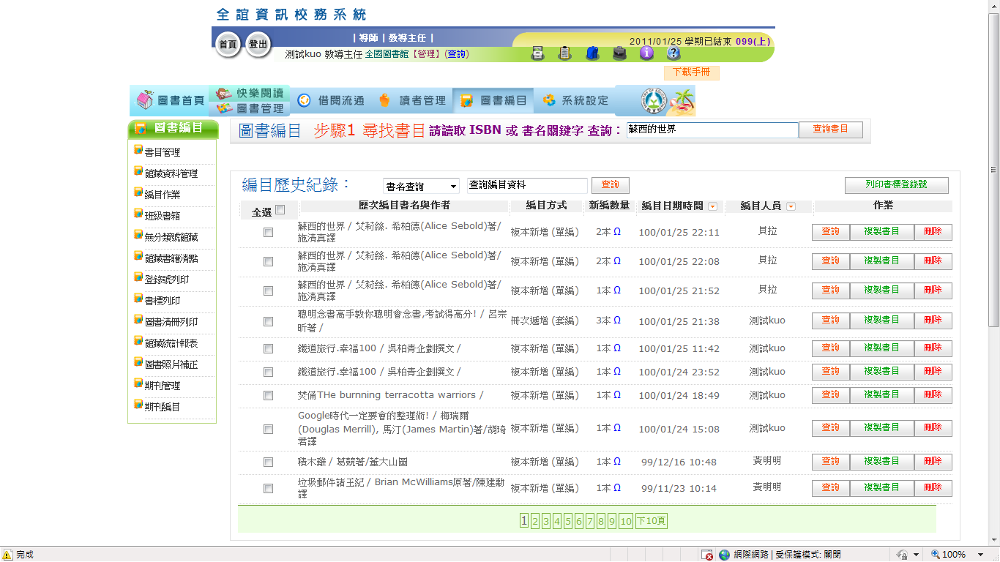 全誼資訊校務系統
首頁 登出 | 導師 | 教導主任 |
2011/01/25 學期已結束 099(上)
測試kuo 教導主任 全國圖書館【管理】(查詢)
下載手冊
圖書首頁 快樂閱讀 圖書管理 借閱流通 讀者管理 圖書編目 系統設定
圖書編目
書目管理
館藏資料管理
編目作業
班級書箱
無分類號館藏
館藏書籍清點
登錄號列印
書標列印
圖書清冊列印
館藏統計報表
圖書照片補正
期刊管理
期刊編目
圖書編目 步驟1 尋找書目 請讀取 ISBN 或 書名關鍵字 查詢： 蘇西的世界 查詢書目
編目歷史紀錄： 書名查詢 查詢編目資料 查詢 列印書標登錄號
全選 歷次編目書名與作者 編目方式 新編數量 編目日期時間 編目人員 作業
蘇西的世界 / 艾莉絲. 希柏德(Alice Sebold)著/
施清真譯 複本新增 (單編) 2本 Ω 100/01/25 22:11 貝拉 查詢 複製書目 刪除
蘇西的世界 / 艾莉絲. 希柏德(Alice Sebold)著/
施清真譯 複本新增 (單編) 2本 Ω 100/01/25 22:08 貝拉 查詢 複製書目 刪除
蘇西的世界 / 艾莉絲. 希柏德(Alice Sebold)著/
施清真譯 複本新增 (單編) 1本 Ω 100/01/25 21:52 貝拉 查詢 複製書目 刪除
聰明念書高手教你聰明會念書,考試得高分! / 呂宗
昕著 / 冊次遞增 (套編) 3本 Ω 100/01/25 21:38 測試kuo 查詢 複製書目 刪除
鐵道旅行.幸福100 / 吳柏青企劃撰文 / 複本新增 (單編) 1本 Ω 100/01/25 11:42 測試kuo 查詢 複製書目 刪除
鐵道旅行.幸福100 / 吳柏青企劃撰文 / 複本新增 (單編) 1本 Ω 100/01/24 23:52 測試kuo 查詢 複製書目 刪除
焚俑THe burnning terracotta warriors / 複本新增 (單編) 1本 Ω 100/01/24 18:49 測試kuo 查詢 複製書目 刪除
Google時代一定要會的整理術! / 梅瑞爾
(Douglas Merrill), 馬汀(James Martin)著/胡琦
君譯 複本新增 (單編) 1本 Ω 100/01/24 15:08 測試kuo 查詢 複製書目 刪除
積木雞 / 葛競著/董大山圖 複本新增 (單編) 1本 Ω 99/12/16 10:48 黃明明 查詢 複製書目 刪除
垃圾郵件諸王紀 / Brian McWilliams原著/陳建勳
譯 複本新增 (單編) 1本 Ω 99/11/23 10:14 黃明明 查詢 複製書目 刪除
1 2 3 4 5 6 7 8 9 10 下10頁
完成 網際網路 | 受保護模式: 關閉 100%